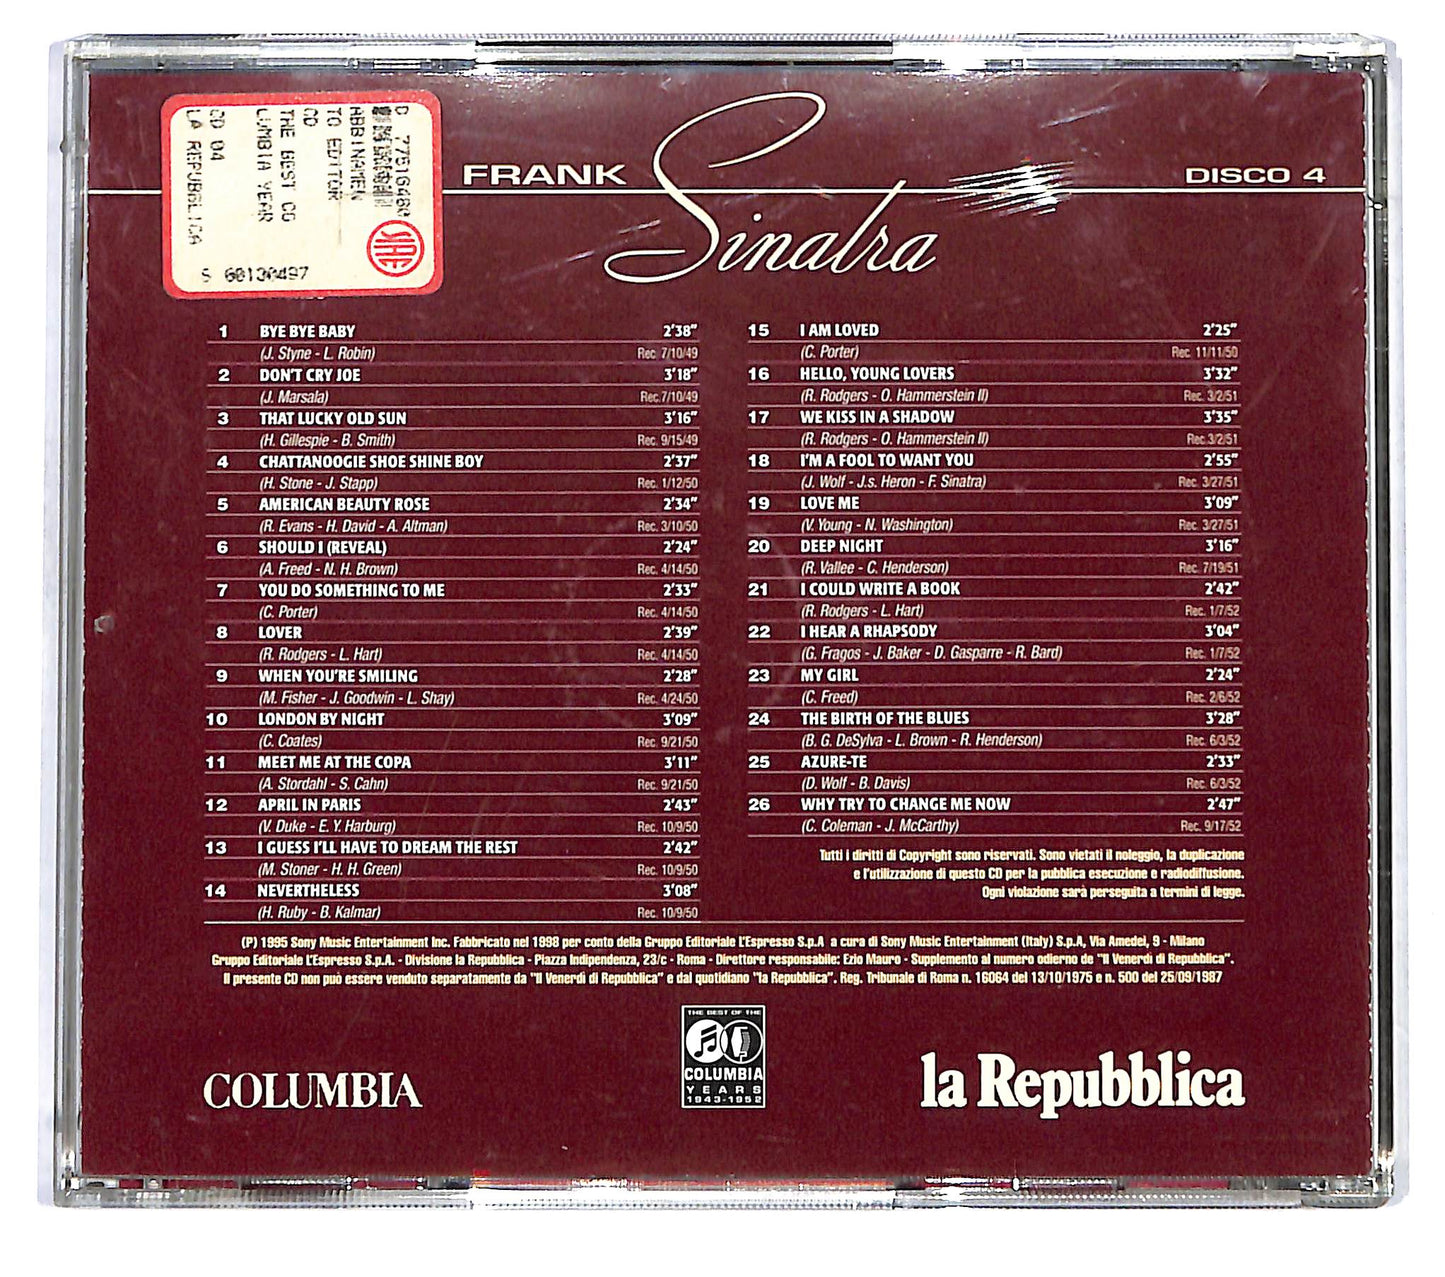 D 77516480
ABBINAMEN
TO EDITOR
CD
THE BEST CO
LUMBIA YEAR
CD 04
LA REPUBBLICA
SIAE
S 60130497
FRANK
Sinatra
DISCO 4
1 BYE BYE BABY 2'38"
(J. Styne - L. Robin) Rec. 7/10/49
2 DON'T CRY JOE 3'18"
(J. Marsala) Rec.7/10/49
3 THAT LUCKY OLD SUN 3'16"
(H. Gillespie - B. Smith) Rec. 9/15/49
4 CHATTANOOGIE SHOE SHINE BOY 2'37"
(H. Stone - J. Stapp) Rec. 1/12/50
5 AMERICAN BEAUTY ROSE 2'34"
(R. Evans - H. David - A. Altman) Rec. 3/10/50
6 SHOULD I (REVEAL) 2'24"
(A. Freed - N. H. Brown) Rec. 4/14/50
7 YOU DO SOMETHING TO ME 2'33"
(C. Porter) Rec. 4/14/50
8 LOVER 2'39"
(R. Rodgers - L. Hart) Rec. 4/14/50
9 WHEN YOU'RE SMILING 2'28"
(M. Fisher - J. Goodwin - L. Shay) Rec. 4/24/50
10 LONDON BY NIGHT 3'09"
(C. Coates) Rec. 9/21/50
11 MEET ME AT THE COPA 3'11"
(A. Stordahl - S. Cahn) Rec. 9/21/50
12 APRIL IN PARIS 2'43"
(V. Duke - E. Y. Harburg) Rec. 10/9/50
13 I GUESS I'LL HAVE TO DREAM THE REST 2'42"
(M. Stoner - H. H. Green) Rec. 10/9/50
14 NEVERTHELESS 3'08"
(H. Ruby - B. Kalmar) Rec. 10/9/50
15 I AM LOVED 2'25"
(C. Porter) Rec. 11/11/50
16 HELLO, YOUNG LOVERS 3'32"
(R. Rodgers - O. Hammerstein II) Rec. 3/2/51
17 WE KISS IN A SHADOW 3'35"
(R. Rodgers - O. Hammerstein II) Rec.3/2/51
18 I'M A FOOL TO WANT YOU 2'55"
(J. Wolf - J.s. Heron - F. Sinatra) Rec. 3/27/51
19 LOVE ME 3'09"
(V. Young - N. Washington) Rec. 3/27/51
20 DEEP NIGHT 3'16"
(R. Vallee - C. Henderson) Rec. 7/19/51
21 I COULD WRITE A BOOK 2'42"
(R. Rodgers - L. Hart) Rec. 1/7/52
22 I HEAR A RHAPSODY 3'04"
(G. Fragos - J. Baker - D. Gasparre - R. Bard) Rec. 1/7/52
23 MY GIRL 2'24"
(C. Freed) Rec. 2/6/52
24 THE BIRTH OF THE BLUES 3'28"
(B. G. DeSylva - L. Brown - R. Henderson) Rec. 6/3/52
25 AZURE-TE 2'33"
(D. Wolf - B. Davis) Rec. 6/3/52
26 WHY TRY TO CHANGE ME NOW 2'47"
(C. Coleman - J. McCarthy) Rec. 9/17/52
Tutti i diritti di Copyright sono riservati. Sono vietati il noleggio, la duplicazione
e l'utilizzazione di questo CD per la pubblica esecuzione e radiodiffusione.
Ogni violazione sarà perseguita a termini di legge.
(P) 1995 Sony Music Entertainment Inc. Fabbricato nel 1998 per conto della Gruppo Editoriale L'Espresso S.p.A a cura di Sony Music Entertainment (Italy) S.p.A, Via Amedei, 9 - Milano
Gruppo Editoriale L'Espresso S.p.A. - Divisione la Repubblica - Piazza Indipendenza, 23/c - Roma - Direttore responsabile: Ezio Mauro - Supplemento al numero odierno de "Il Venerdì di Repubblica".
Il presente CD non può essere venduto separatamente da "Il Venerdì di Repubblica" e dal quotidiano "la Repubblica". Reg. Tribunale di Roma n. 16064 del 13/10/1975 e n. 500 del 25/09/1987
COLUMBIA
THE BEST OF THE
COLUMBIA
YEARS
1943-1952
la Repubblica